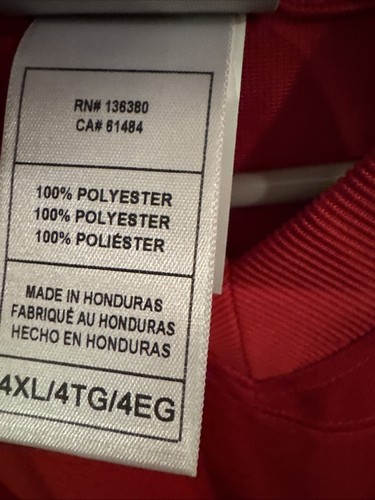 RN# 136380
CA# 61484
100% POLYESTER
100% POLYESTER
100% POLIÉSTER
MADE IN HONDURAS
FABRIQUÉ AU HONDURAS
HECHO EN HONDURAS
4XL/4TG/4EG